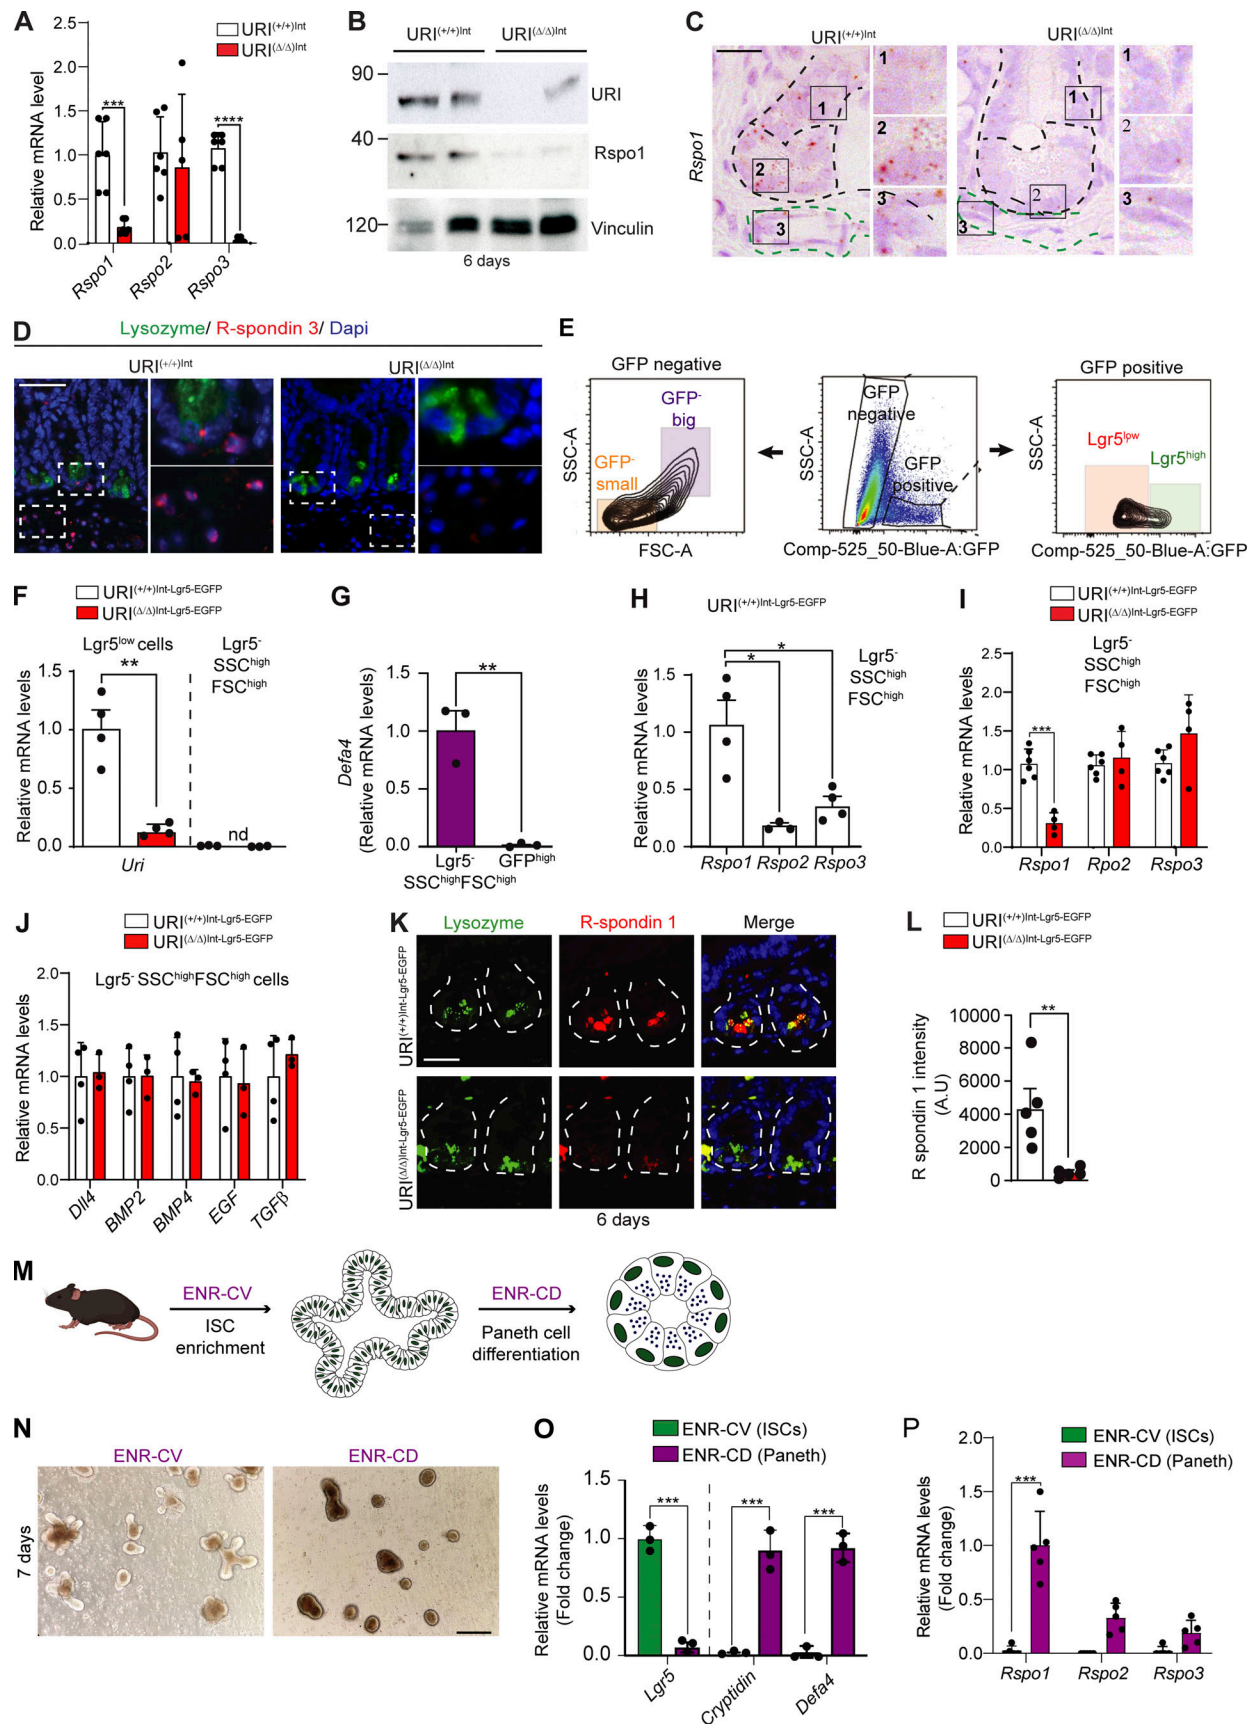 A
URI(+/+)Int
URI(Δ/Δ)Int
Relative mRNA level
2.5
2.0
1.5
1.0
0.5
0.0
***
****
Rspo1
Rspo2
Rspo3
B
URI(+/+)Int URI(Δ/Δ)Int
90
URI
40
Rspo1
120
Vinculin
6 days
C
URI(+/+)Int
URI(Δ/Δ)Int
Rspo1
1
2
3
1
2
3
1
2
3
1
2
3
D
Lysozyme/ R-spondin 3/ Dapi
URI(+/+)Int
URI(Δ/Δ)Int
E
GFP negative
GFP- big
GFP- small
SSC-A
FSC-A
GFP negative
GFP positive
SSC-A
Comp-525_50-Blue-A:GFP
GFP positive
Lgr5lpw
Lgr5high
SSC-A
Comp-525_50-Blue-A:GFP
F
URI(+/+)Int-Lgr5-EGFP
URI(Δ/Δ)Int-Lgr5-EGFP
Lgr5low cells
Lgr5-
SSChigh
FSChigh
**
Relative mRNA levels
1.5
1.0
0.5
0.0
nd
Uri
G
Defa4
(Relative mRNA levels)
1.5
1.0
0.5
0.0
**
Lgr5-
SSChighFSChigh
GFPhigh
H
URI(+/+)Int-Lgr5-EGFP
Lgr5-
SSChigh
FSChigh
*
*
Relative mRNA levels
2.0
1.5
1.0
0.5
0.0
Rspo1
Rspo2
Rspo3
I
URI(+/+)Int-Lgr5-EGFP
URI(Δ/Δ)Int-Lgr5-EGFP
Lgr5-
SSChigh
FSChigh
***
Relative mRNA levels
2.5
2.0
1.5
1.0
0.5
0.0
Rspo1
Rpo2
Rspo3
J
URI(+/+)Int-Lgr5-EGFP
URI(Δ/Δ)Int-Lgr5-EGFP
Lgr5- SSChighFSChigh cells
Relative mRNA levels
2.0
1.5
1.0
0.5
0.0
Dll4
BMP2
BMP4
EGF
TGFβ
K
Lysozyme
R-spondin 1
Merge
URI(+/+)Int-Lgr5-EGFP
URI(Δ/Δ)Int-Lgr5-EGFP
6 days
L
URI(+/+)Int-Lgr5-EGFP
URI(Δ/Δ)Int-Lgr5-EGFP
R spondin 1 intensity
(A.U)
10000
8000
6000
4000
2000
0
**
M
ENR-CV
ISC
enrichment
ENR-CD
Paneth cell
differentiation
N
ENR-CV
ENR-CD
7 days
O
ENR-CV (ISCs)
ENR-CD (Paneth)
Relative mRNA levels
(Fold change)
1.5
1.0
0.5
0.0
***
***
***
Lgr5
Cryptidin
Defa4
P
ENR-CV (ISCs)
ENR-CD (Paneth)
Relative mRNA levels
(Fold change)
2.0
1.5
1.0
0.5
0.0
***
Rspo1
Rspo2
Rspo3